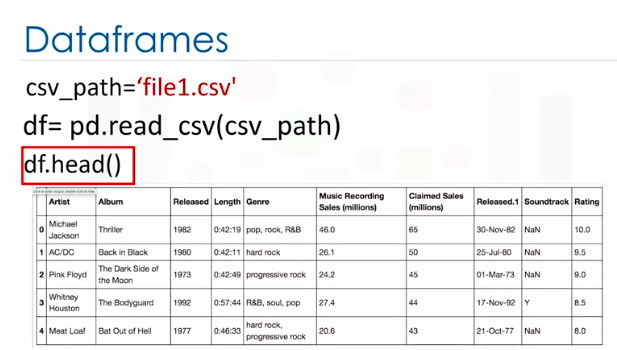 Dataframes
csv_path=‘file1.csv'
df= pd.read_csv(csv_path)
df.head()
Artist Album Released Length Genre Music Recording Sales (millions) Claimed Sales (millions) Released.1 Soundtrack Rating
0 Michael Jackson Thriller 1982 0:42:19 pop, rock, R&B 46.0 65 30-Nov-82 NaN 10.0
1 AC/DC Back in Black 1980 0:42:11 hard rock 26.1 50 25-Jul-80 NaN 9.5
2 Pink Floyd The Dark Side of the Moon 1973 0:42:49 progressive rock 24.2 45 01-Mar-73 NaN 9.0
3 Whitney Houston The Bodyguard 1992 0:57:44 R&B, soul, pop 27.4 44 17-Nov-92 Y 8.5
4 Meat Loaf Bat Out of Hell 1977 0:46:33 hard rock, progressive rock 20.6 43 21-Oct-77 NaN 8.0